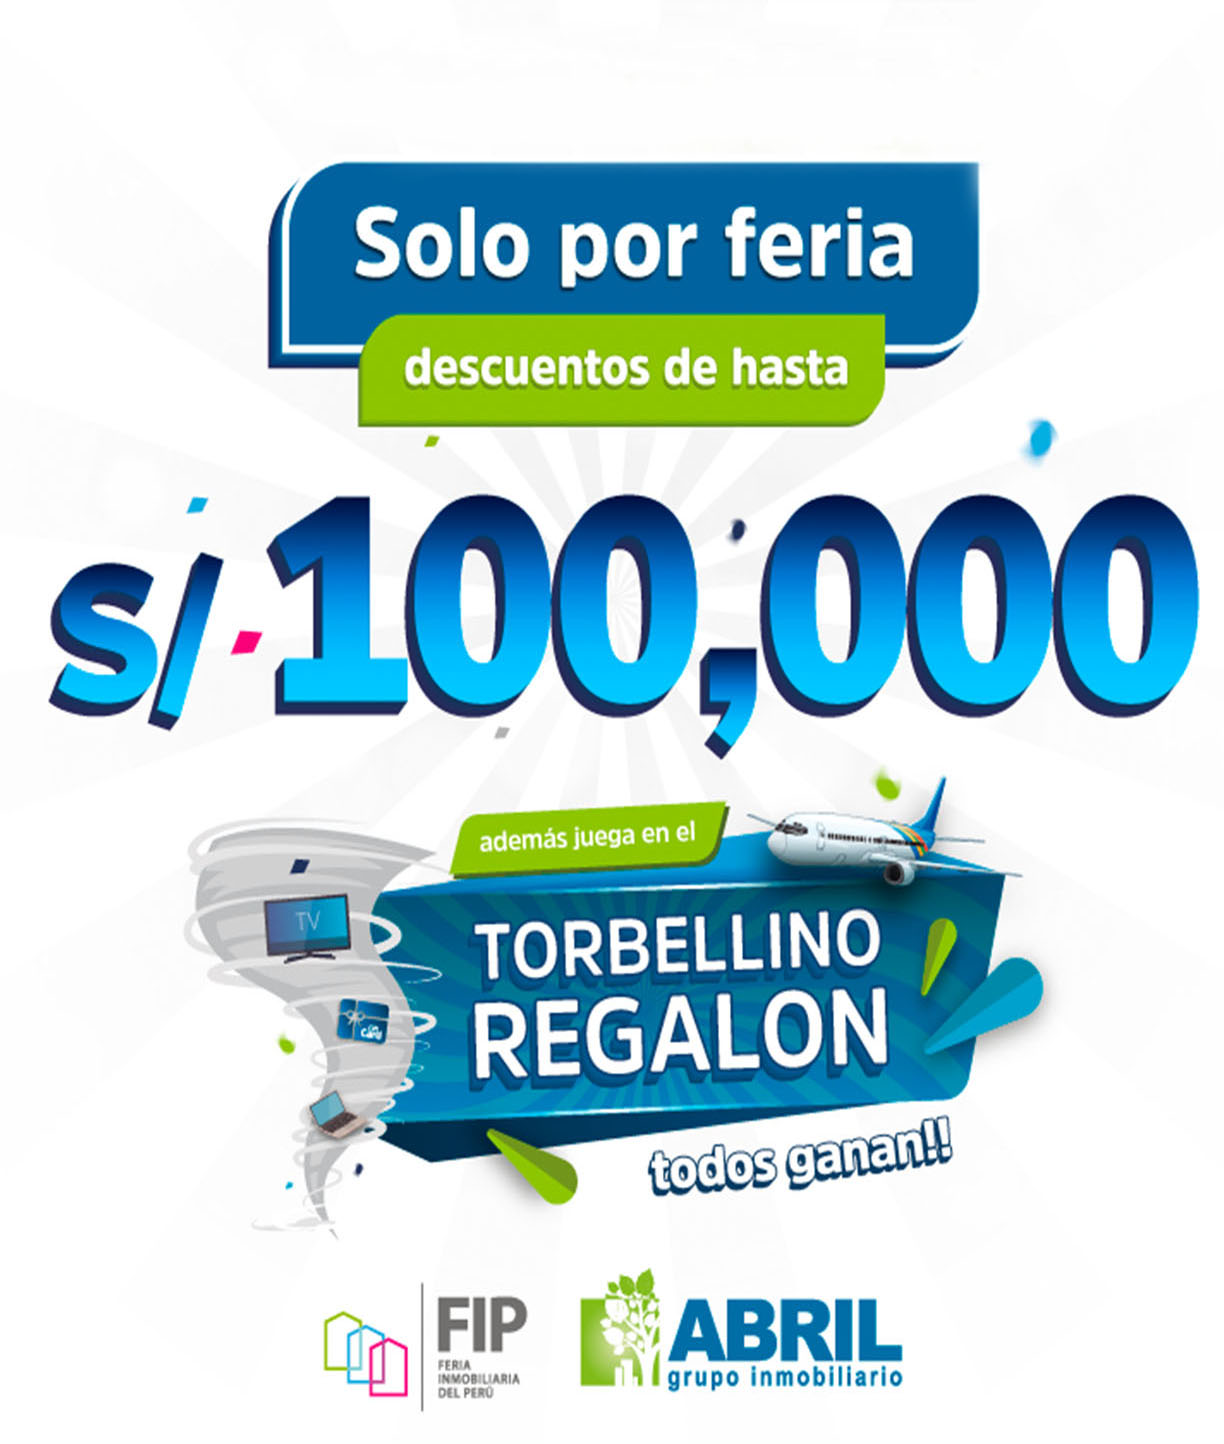 Solo por feria
descuentos de hasta
S/ 100,000
además juega en el
TORBELLINO
REGALON
todos ganan!!
TV
FIP
FERIA
INMOBILIARIA
DEL PERÚ
ABRIL
grupo inmobiliario